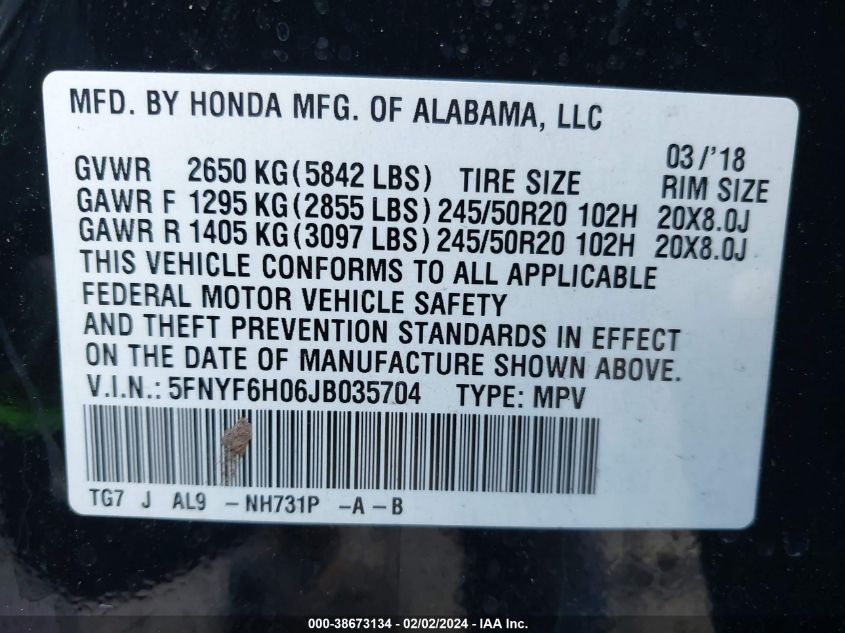 MFD. BY HONDA MFG. OF ALABAMA, LLC
03/'18
GVWR 2650 KG(5842 LBS) TIRE SIZE RIM SIZE
GAWR F 1295 KG(2855 LBS) 245/50R20 102H 20X8.0J
GAWR R 1405 KG(3097 LBS) 245/50R20 102H 20X8.0J
THIS VEHICLE CONFORMS TO ALL APPLICABLE
FEDERAL MOTOR VEHICLE SAFETY
AND THEFT PREVENTION STANDARDS IN EFFECT
ON THE DATE OF MANUFACTURE SHOWN ABOVE.
V.I.N.: 5FNYF6H06JB035704 TYPE: MPV
TG7 J AL9 -NH731P -A-B
000-38673134 - 02/02/2024 - IAA Inc.